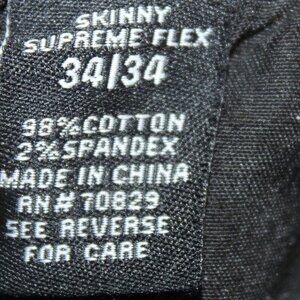 SKINNY
SUPREME FLEX
34/34
98%COTTON
2%SPANDEX
MADE IN CHINA
RN# 70829
SEE REVERSE
FOR CARE